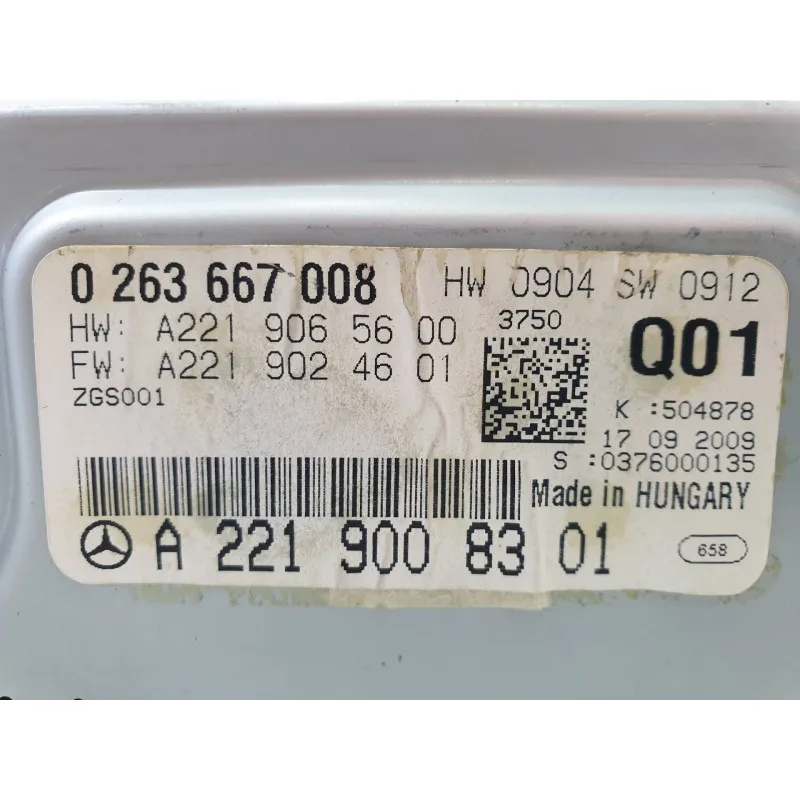 0 263 667 008 HW 0904 SW 0912
HW: A221 906 56 00 3750 Q01
FW: A221 902 46 01
ZGS001 K :504878
17 09 2009
S :0376000135
Made in HUNGARY
A 221 900 83 01 658